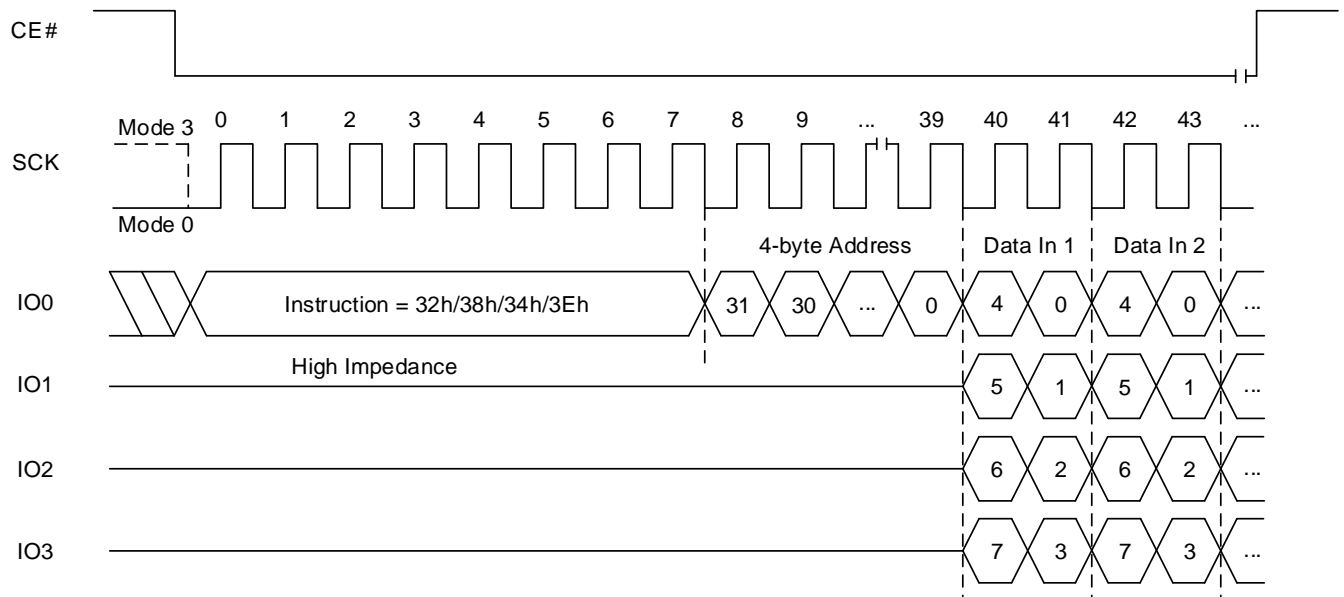 CE#
Mode 3 0 1 2 3 4 5 6 7 8 9 ... 39 40 41 42 43 ...
SCK
Mode 0
4-byte Address Data In 1 Data In 2
IO0 Instruction = 32h/38h/34h/3Eh 31 30 ... 0 4 0 4 0 ...
High Impedance
IO1 5 1 5 1 ...
IO2 6 2 6 2 ...
IO3 7 3 7 3 ...